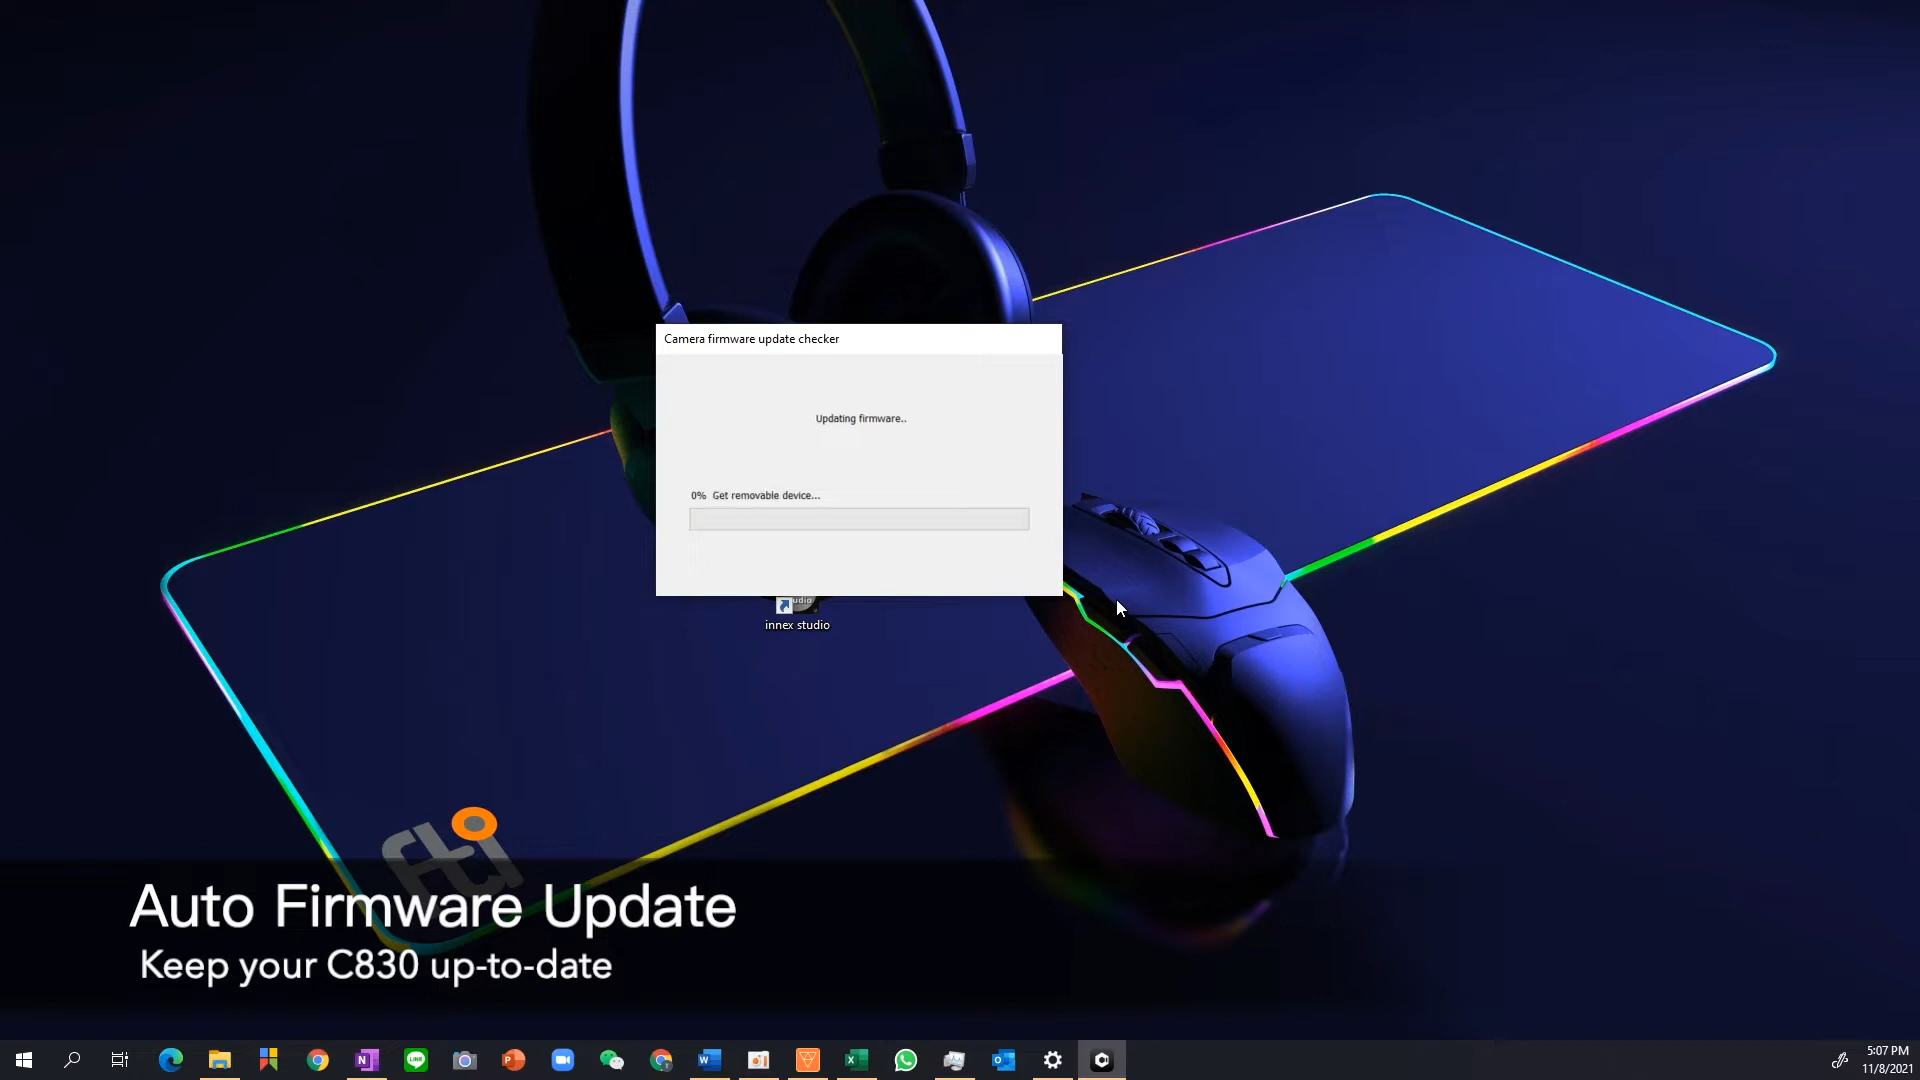 Camera firmware update checker
Updating firmware..
0% Get removable device...
udio
innex studio
Auto Firmware Update
Keep your C830 up-to-date
5:07 PM
11/8/2021